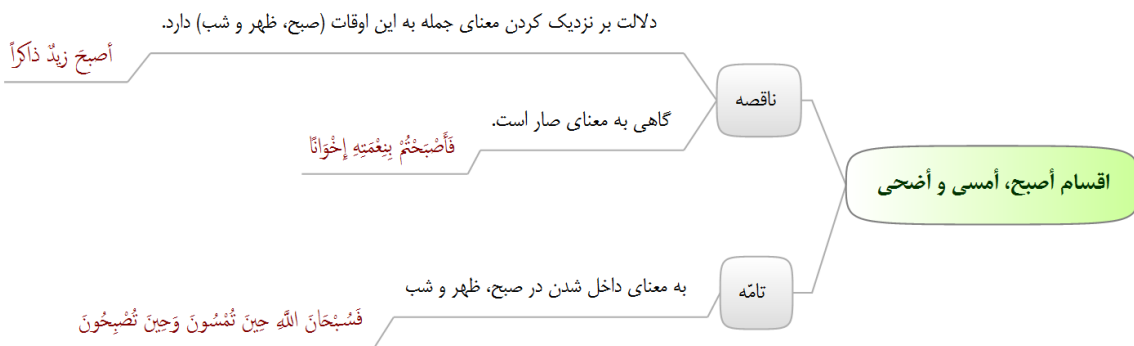 اقسام أصبح، أمسی و أضحی
ناقصه
دلالت بر نزدیک کردن معنای جمله به این اوقات (صبح، ظهر و شب) دارد.
أصبحَ زیدٌ ذاکراً
گاهی به معنای صار است.
فَأَصْبَحْتُمْ بِنِعْمَتِهِ إِخْوَانًا
تامّه
به معنای داخل شدن در صبح، ظهر و شب
فَسُبْحَانَ اللَّهِ حِينَ تُمْسُونَ وَحِينَ تُصْبِحُونَ